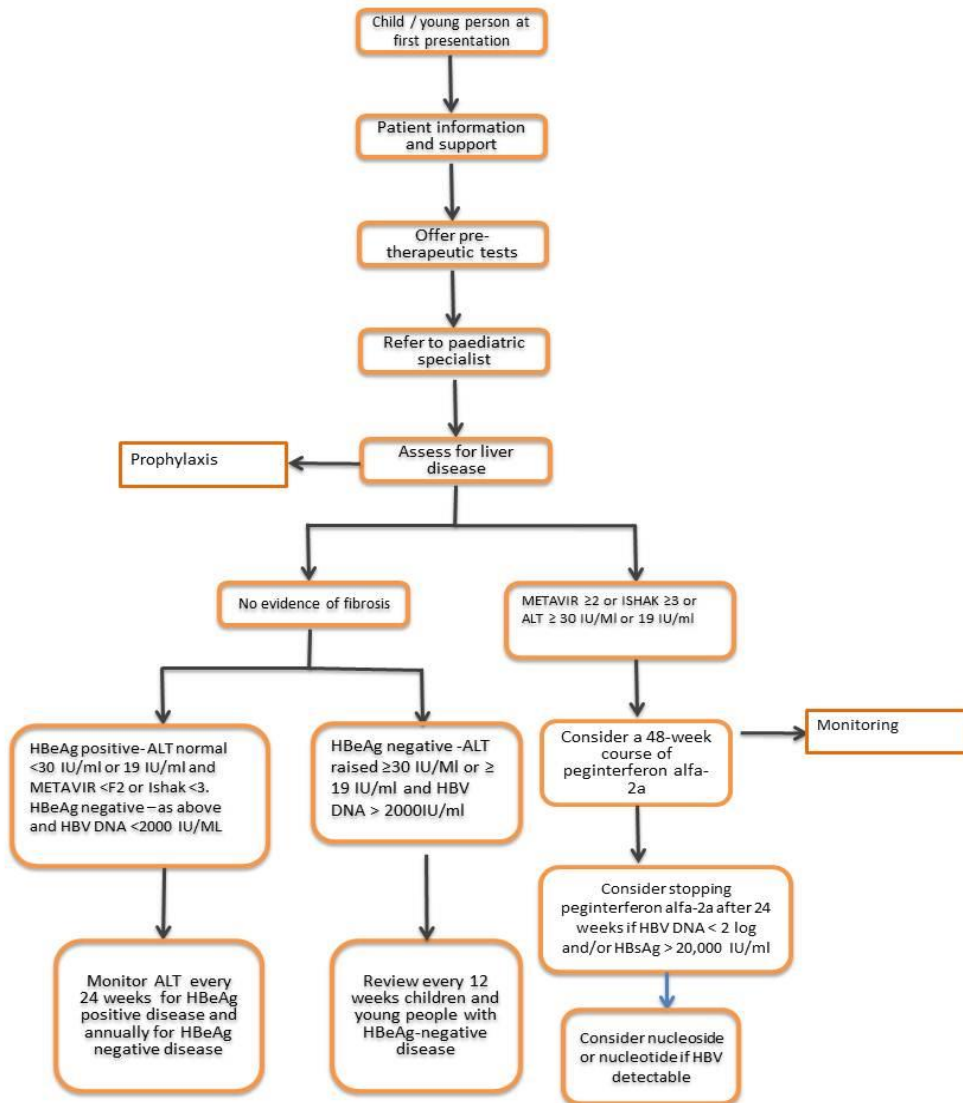 Child / young person at
first presentation
Patient information
and support
Offer pre-
therapeutic tests
Refer to paediatric
specialist
Assess for liver
disease
Prophylaxis
No evidence of fibrosis
METAVIR ≥2 or ISHAK ≥3 or
ALT ≥ 30 IU/Ml or 19 IU/ml
HBeAg positive-ALT normal
<30 IU/ml or 19 IU/ml and
METAVIR <F2 or Ishak <3.
HBeAg negative – as above
and HBV DNA <2000 IU/ML
HBeAg negative -ALT
raised ≥30 IU/Ml or ≥
19 IU/ml and HBV
DNA > 2000IU/ml
Consider a 48-week
course of
peginterferon alfa-
2a
Monitoring
Consider stopping
peginterferon alfa-2a after 24
weeks if HBV DNA < 2 log
and/or HBsAg > 20,000 IU/ml
Monitor ALT every
24 weeks for HBeAg
positive disease and
annually for HBeAg
negative disease
Review every 12
weeks children and
young people with
HBeAg-negative
disease
Consider nucleoside
or nucleotide if HBV
detectable